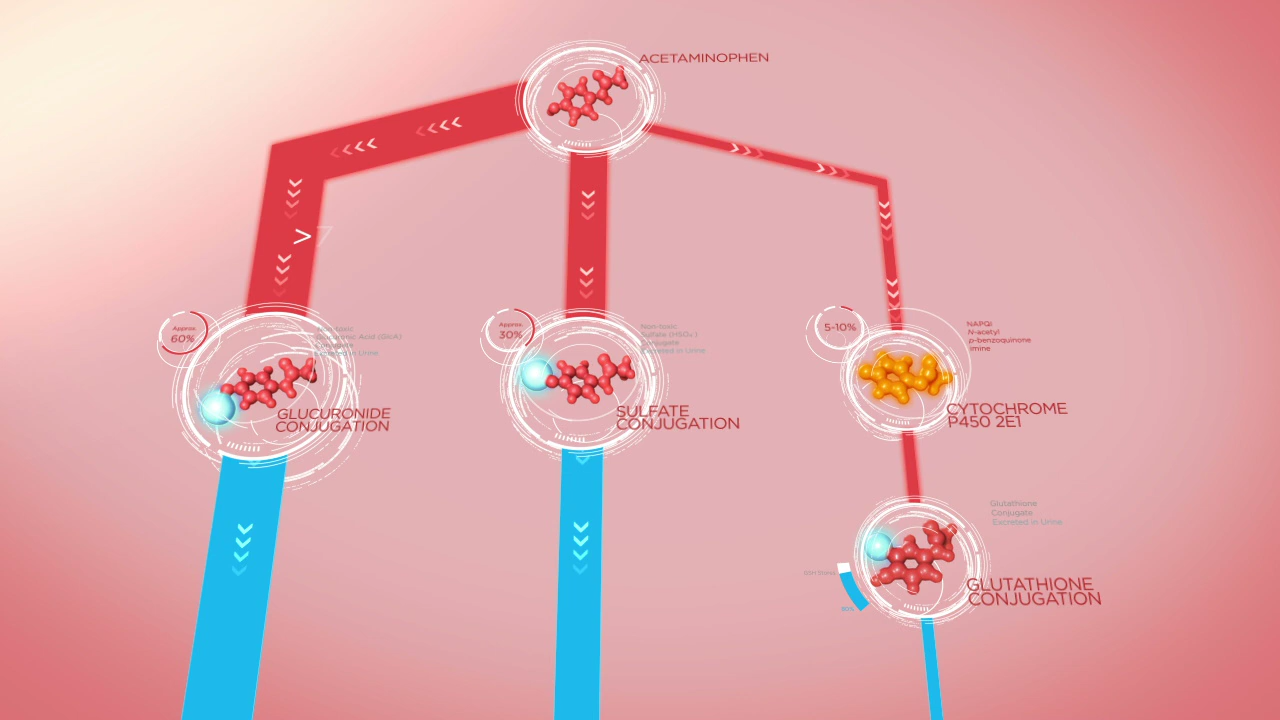 ACETAMINOPHEN
Approx.
60%
Non-toxic
Glucuronic Acid (GlcA)
Conjugate
Excreted in Urine
GLUCURONIDE
CONJUGATION
Approx.
30%
Non-toxic
Sulfate (HSO₄ )
Conjugate
Excreted in Urine
SULFATE
CONJUGATION
5-10%
NAPQI
N-acetyl
p-benzoquinone
imine
CYTOCHROME
P450 2E1
Glutathione
Conjugate
Excreted in Urine
GLUTATHIONE
CONJUGATION